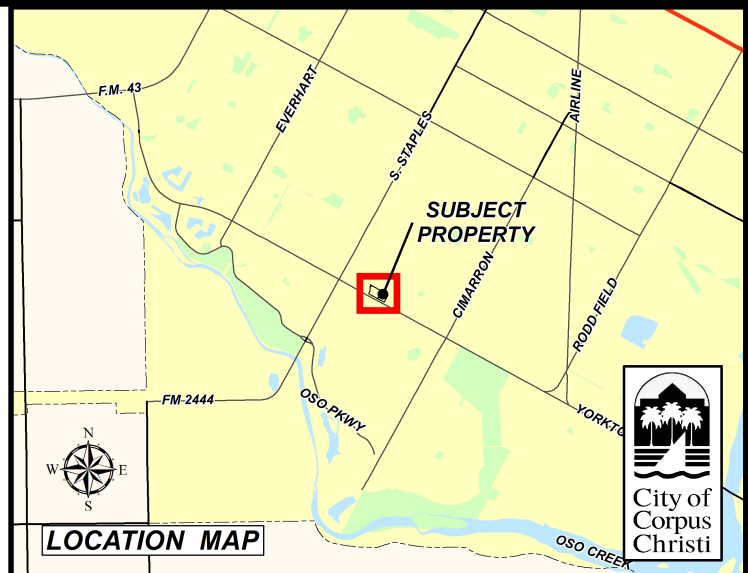 F.M. 43
EVERHART
S. STAPLES
AIRLINE
SUBJECT
PROPERTY
CIMARRON
RODD FIELD
FM 2444
OSO PKWY
N
W
E
S
LOCATION MAP
City of
Corpus
Christi
OSO CREEK